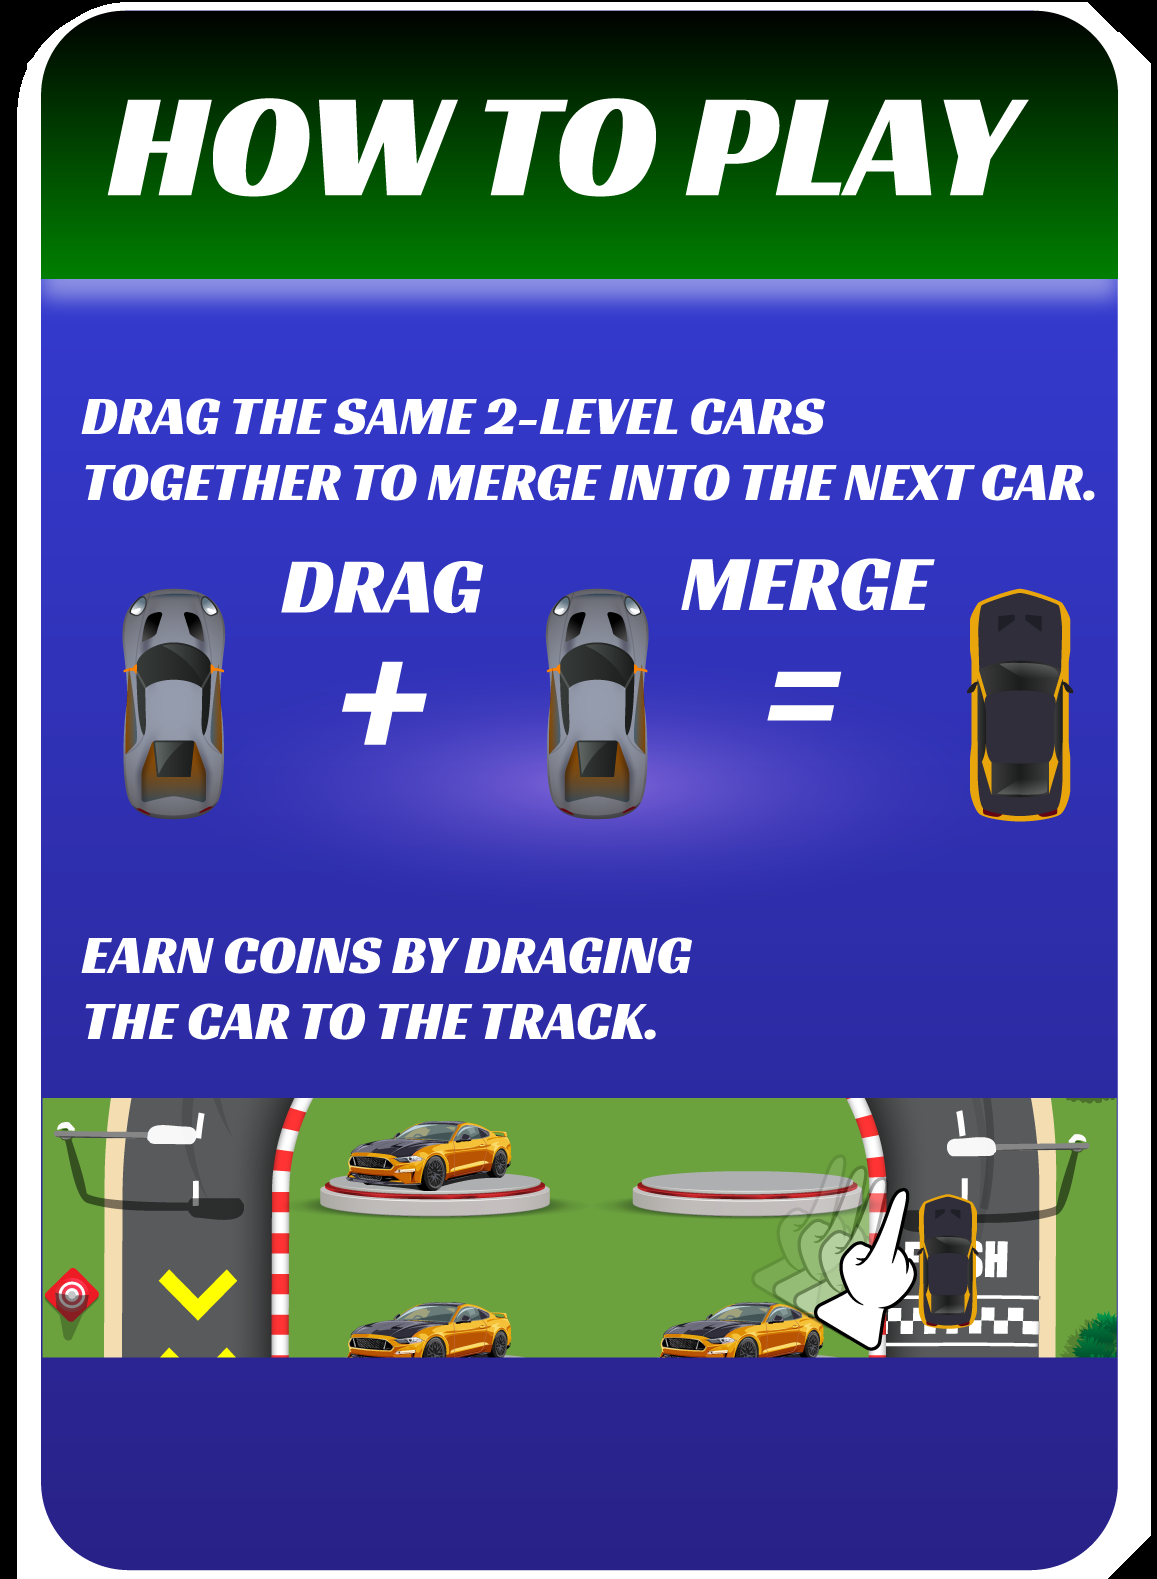 HOW TO PLAY
DRAG THE SAME 2-LEVEL CARS
TOGETHER TO MERGE INTO THE NEXT CAR.
DRAG
MERGE
+
=
EARN COINS BY DRAGING
THE CAR TO THE TRACK.